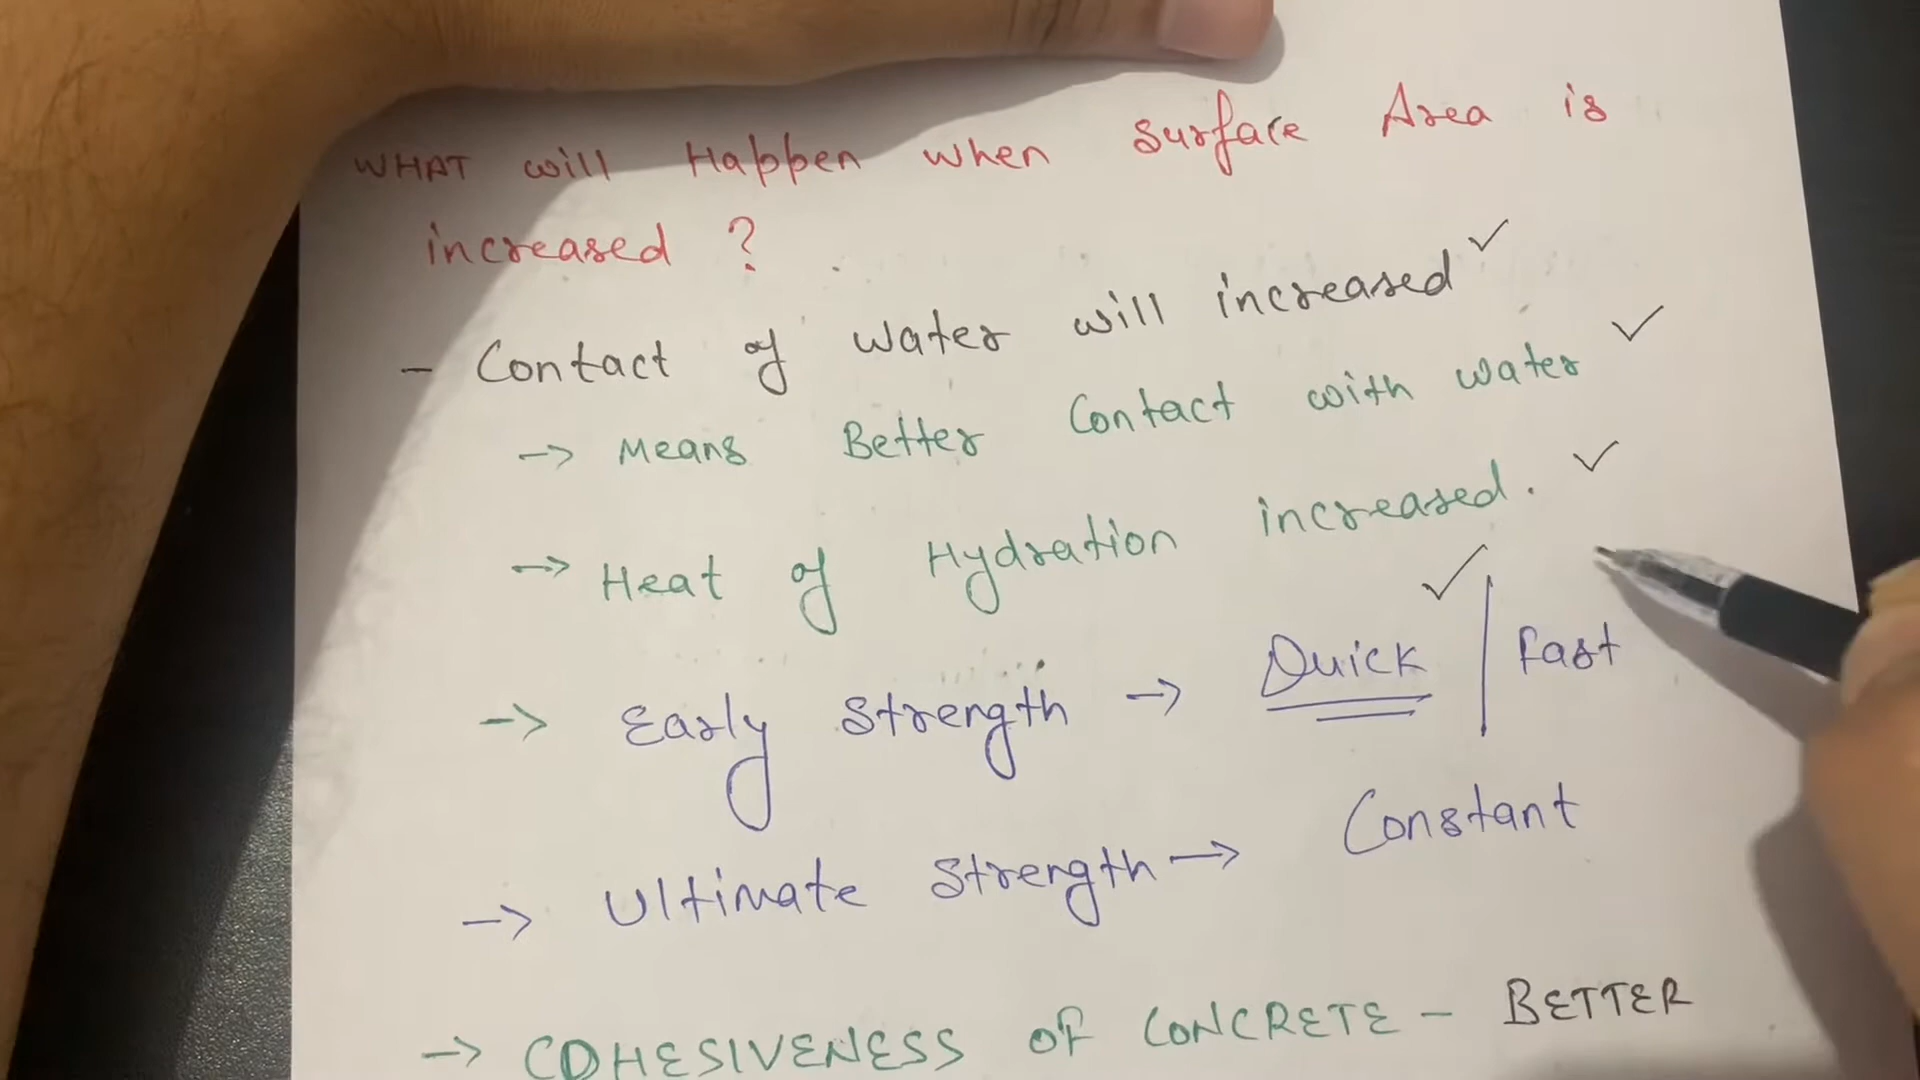 WHAT will Happen when surface Area is
increased ?
- Contact of water will increased ✓
→ Means Better Contact with water ✓
→ Heat of Hydration increased. ✓
→ Early Strength → Quick ✓ | Fast
→ Ultimate Strength → Constant
→ COHESIVENESS OF CONCRETE - BETTER